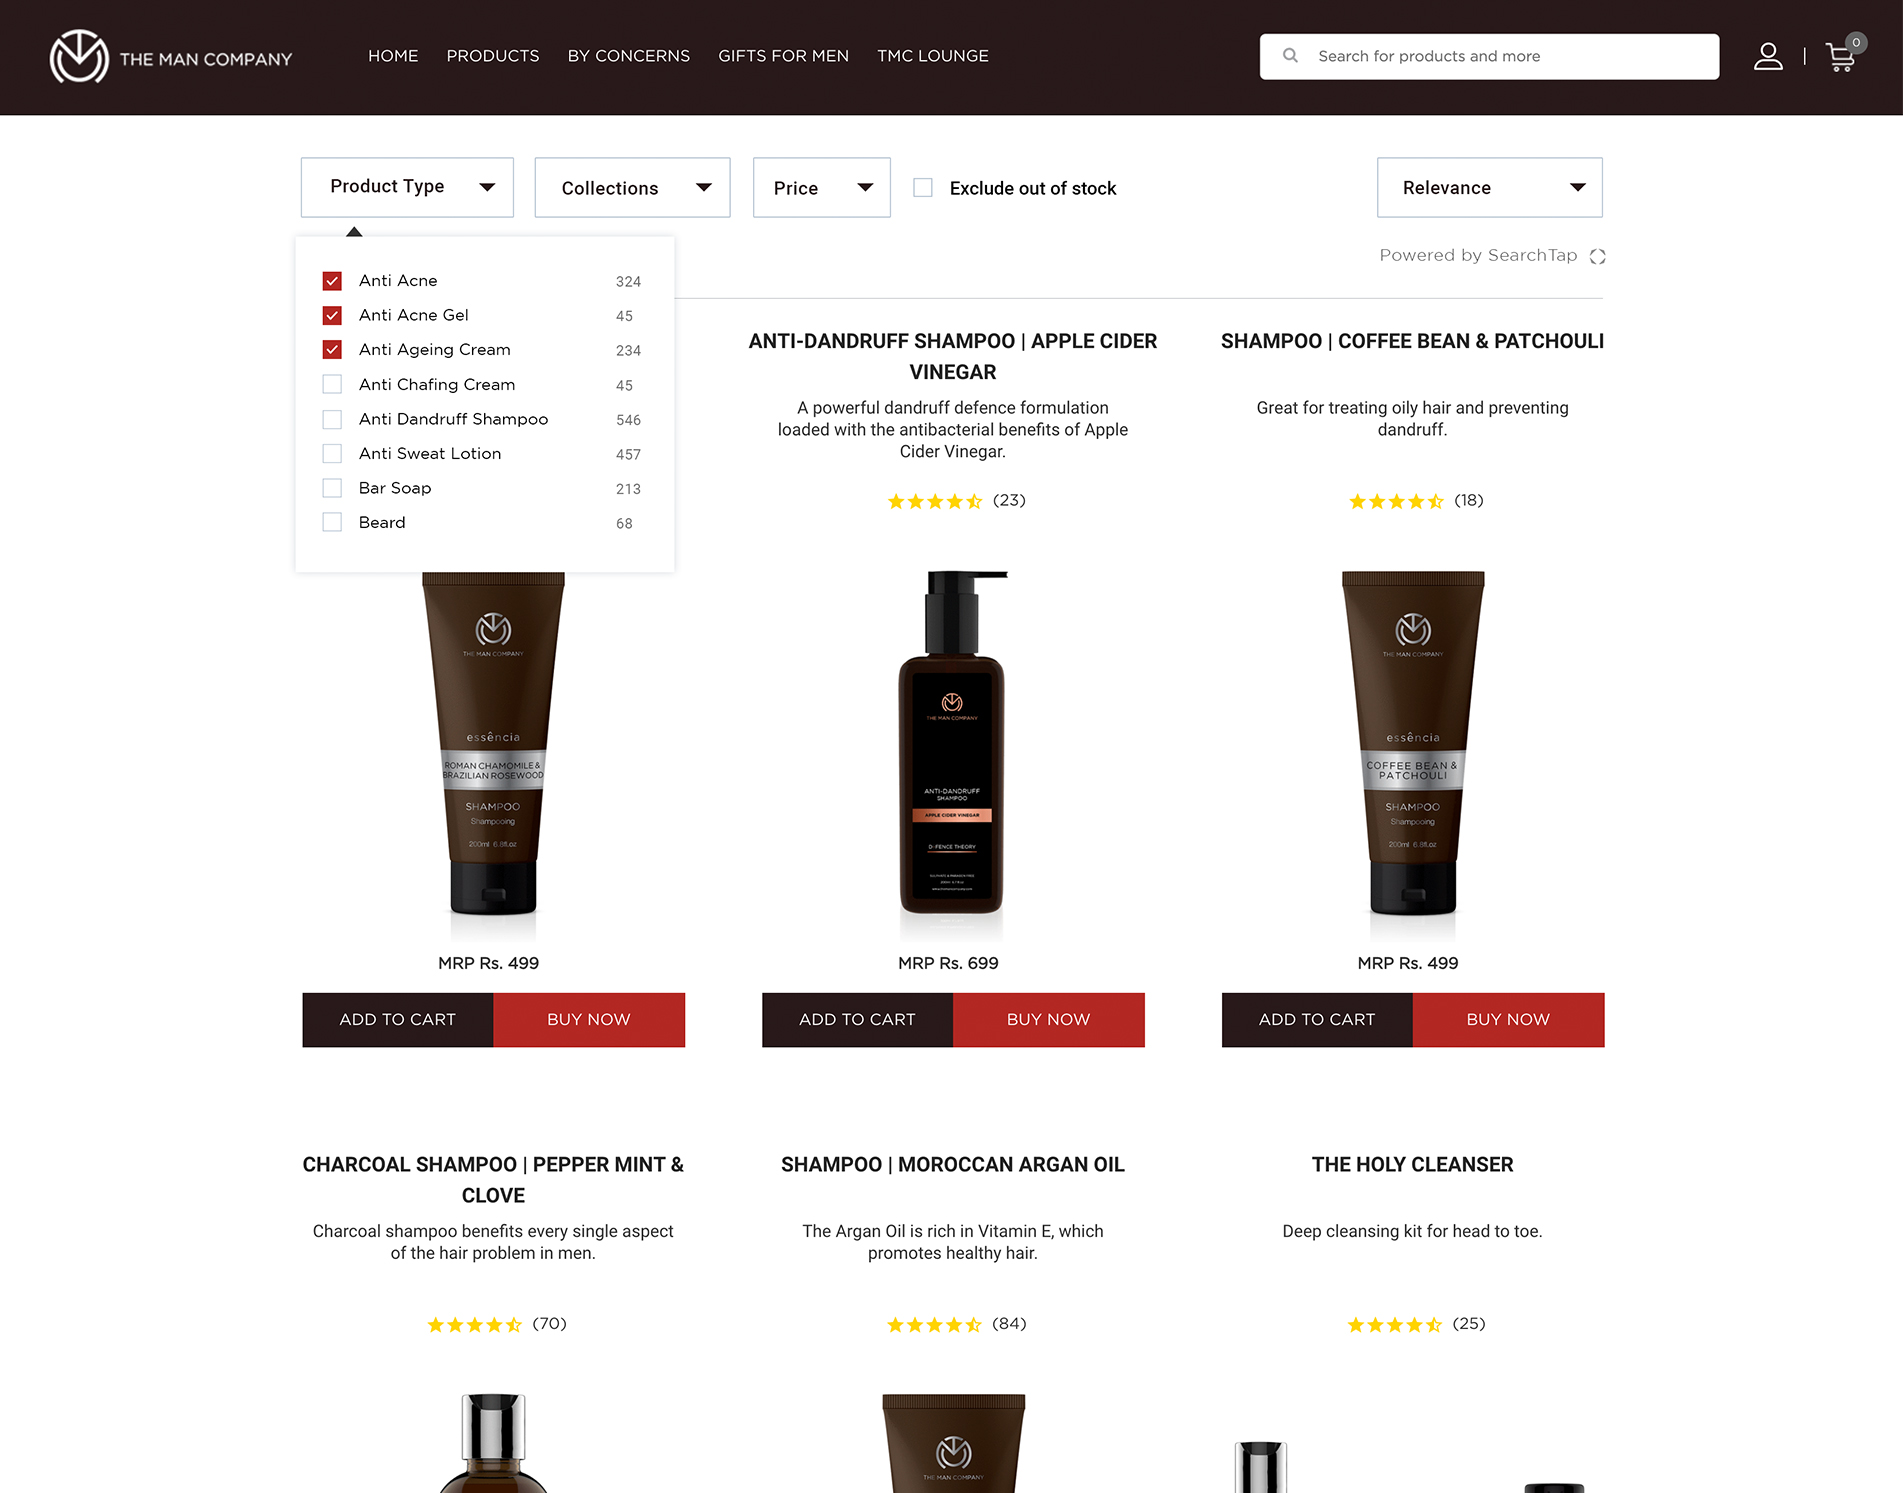 THE MAN COMPANY
HOME PRODUCTS BY CONCERNS GIFTS FOR MEN TMC LOUNGE
Search for products and more
0
Product Type
Collections
Price
Exclude out of stock
Relevance
Powered by SearchTap
Anti Acne 324
Anti Acne Gel 45
Anti Ageing Cream 234
Anti Chafing Cream 45
Anti Dandruff Shampoo 546
Anti Sweat Lotion 457
Bar Soap 213
Beard 68
ANTI-DANDRUFF SHAMPOO | APPLE CIDER
VINEGAR
A powerful dandruff defence formulation
loaded with the antibacterial benefits of Apple
Cider Vinegar.
(23)
SHAMPOO | COFFEE BEAN & PATCHOULI
Great for treating oily hair and preventing
dandruff.
(18)
THE MAN COMPANY
essência
ROMAN CHAMOMILE &
BRAZILIAN ROSEWOOD
SHAMPOO
Shampooing
200ml 6.8fl.oz
THE MAN COMPANY
ANTI-DANDRUFF
SHAMPOO
APPLE CIDER VINEGAR
D-FENCE THEORY
THE MAN COMPANY
essência
COFFEE BEAN &
PATCHOULI
SHAMPOO
Shampooing
200ml 6.8fl.oz
MRP Rs. 499
MRP Rs. 699
MRP Rs. 499
ADD TO CART BUY NOW
ADD TO CART BUY NOW
ADD TO CART BUY NOW
CHARCOAL SHAMPOO | PEPPER MINT &
CLOVE
Charcoal shampoo benefits every single aspect
of the hair problem in men.
(70)
SHAMPOO | MOROCCAN ARGAN OIL
The Argan Oil is rich in Vitamin E, which
promotes healthy hair.
(84)
THE HOLY CLEANSER
Deep cleansing kit for head to toe.
(25)
THE MAN COMPANY